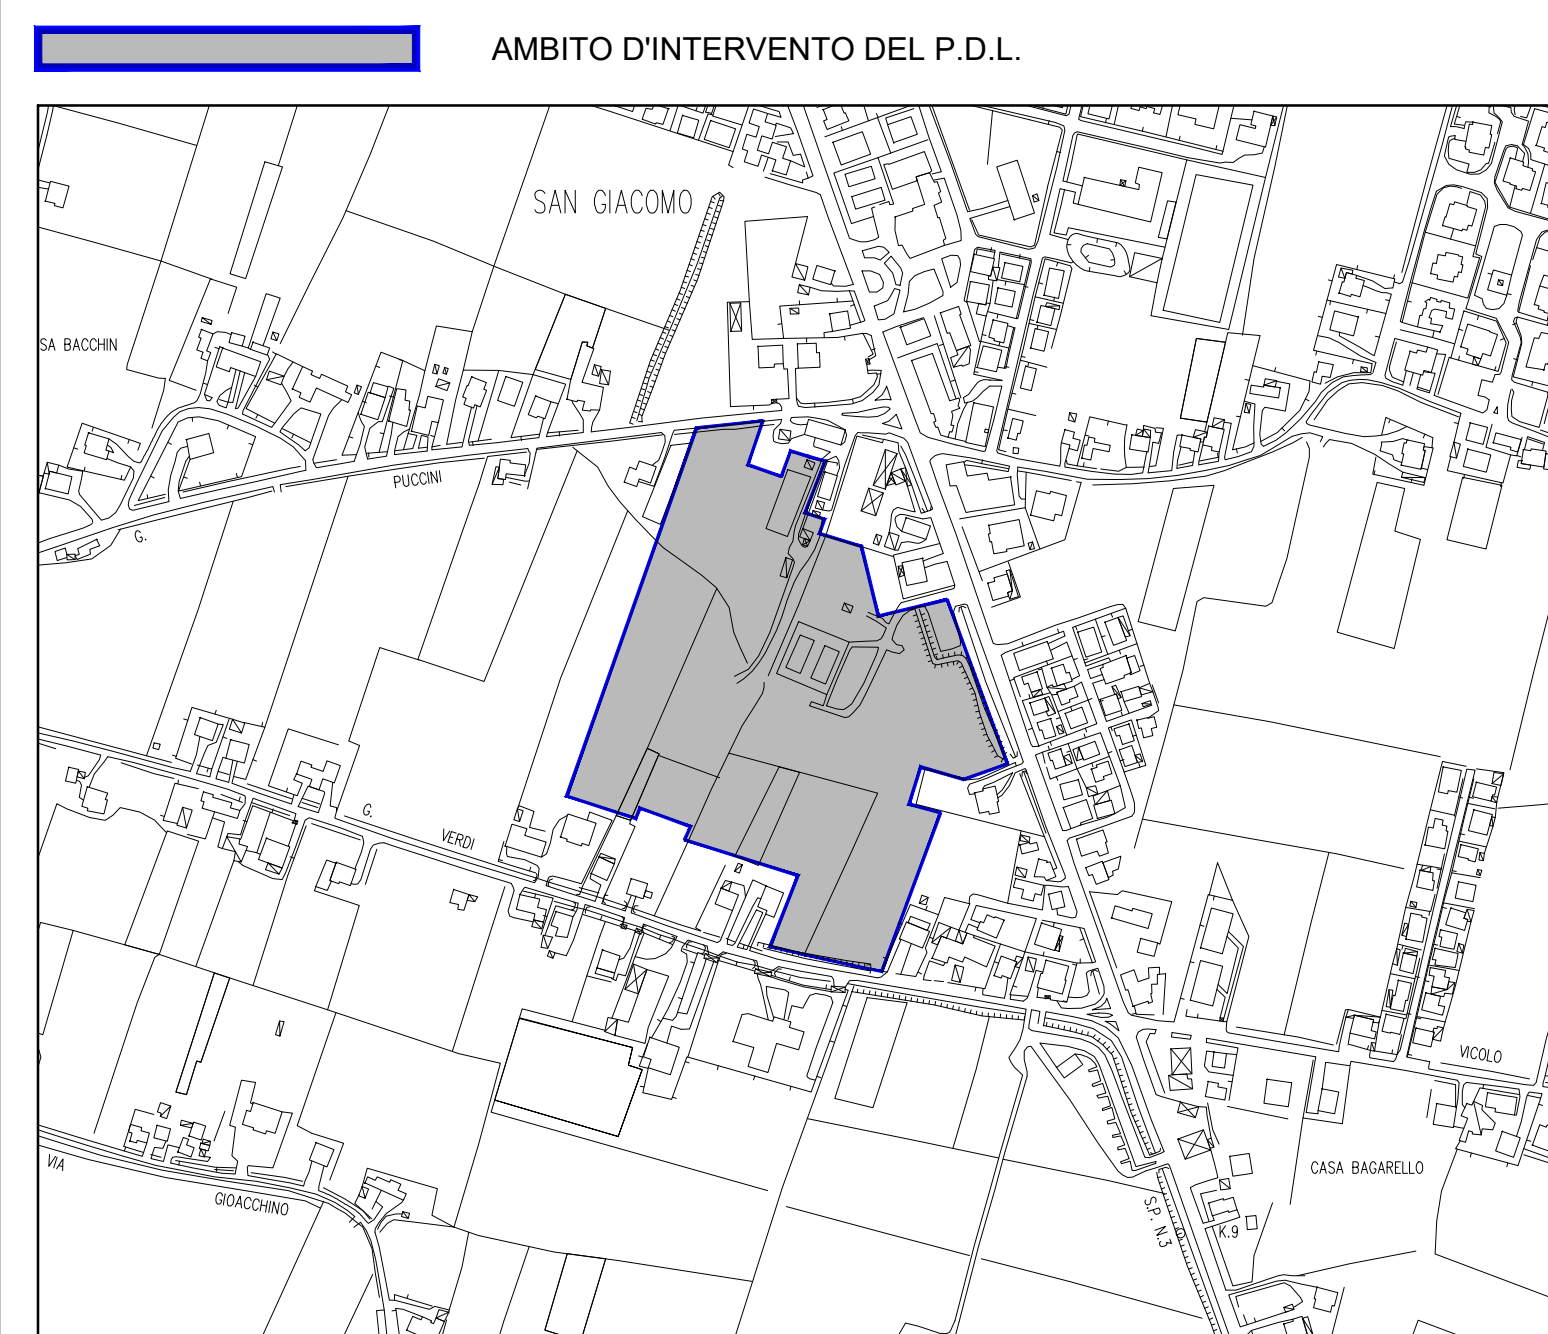 AMBITO D'INTERVENTO DEL P.D.L.
SAN GIACOMO
SA BACCHIN
PUCCINI
G.
G.
VERDI
VICOLO
VIA
GIOACCHINO
CASA BAGARELLO
S.P. N.3
K.9